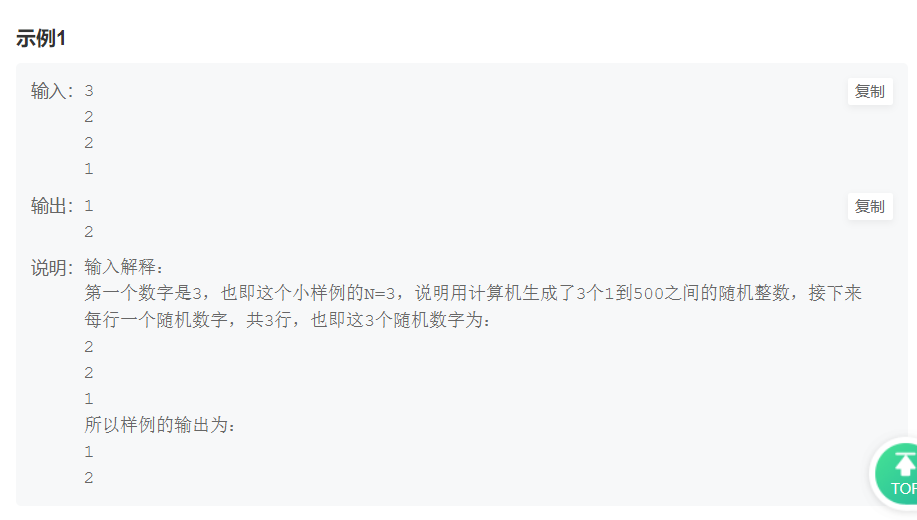 示例1
输入：3 复制
2
2
1
输出：1 复制
2
说明：输入解释：
第一个数字是3，也即这个小样例的N=3，说明用计算机生成了3个1到500之间的随机整数，接下来
每行一个随机数字，共3行，也即这3个随机数字为：
2
2
1
所以样例的输出为：
1
2
TOP